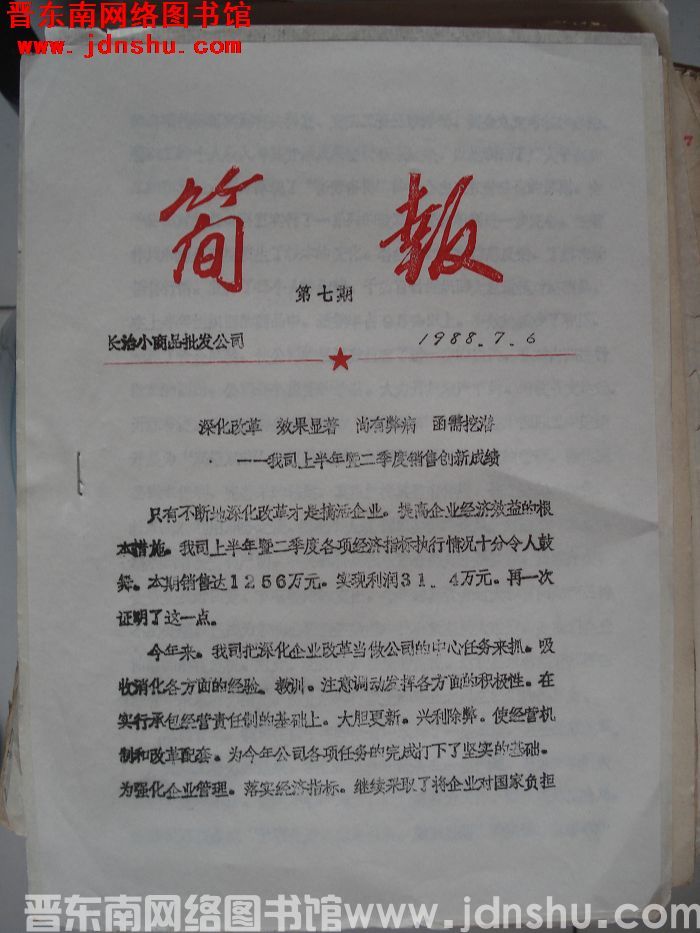 晋东南网络图书馆
www.jdnshu.com
简报
第七期
长治小商品批发公司 1988.7.6
深化改革 效果显著 尚有弊病 函需挖潜
——我司上半年暨二季度销售创新成绩
只有不断地深化改革才是搞活企业。提高企业经济效益的根
本措施。我司上半年暨二季度各项经济指标执行情况十分令人鼓
舞。本期销售达1256万元。实现利润31.4万元。再一次
证明了这一点。
今年来。我司把深化企业改革当做公司的中心任务来抓。吸
收消化各方面的经验、教训。注意调动发挥各方面的积极性。在
实行承包经营责任制的基础上。大胆更新。兴利除弊。使经营机
制和改革配套。为今年公司各项任务的完成打下了坚实的基础。
为强化企业管理。落实经济指标。继续采取了将企业对国家负担
晋东南网络图书馆 www.jdnshu.com